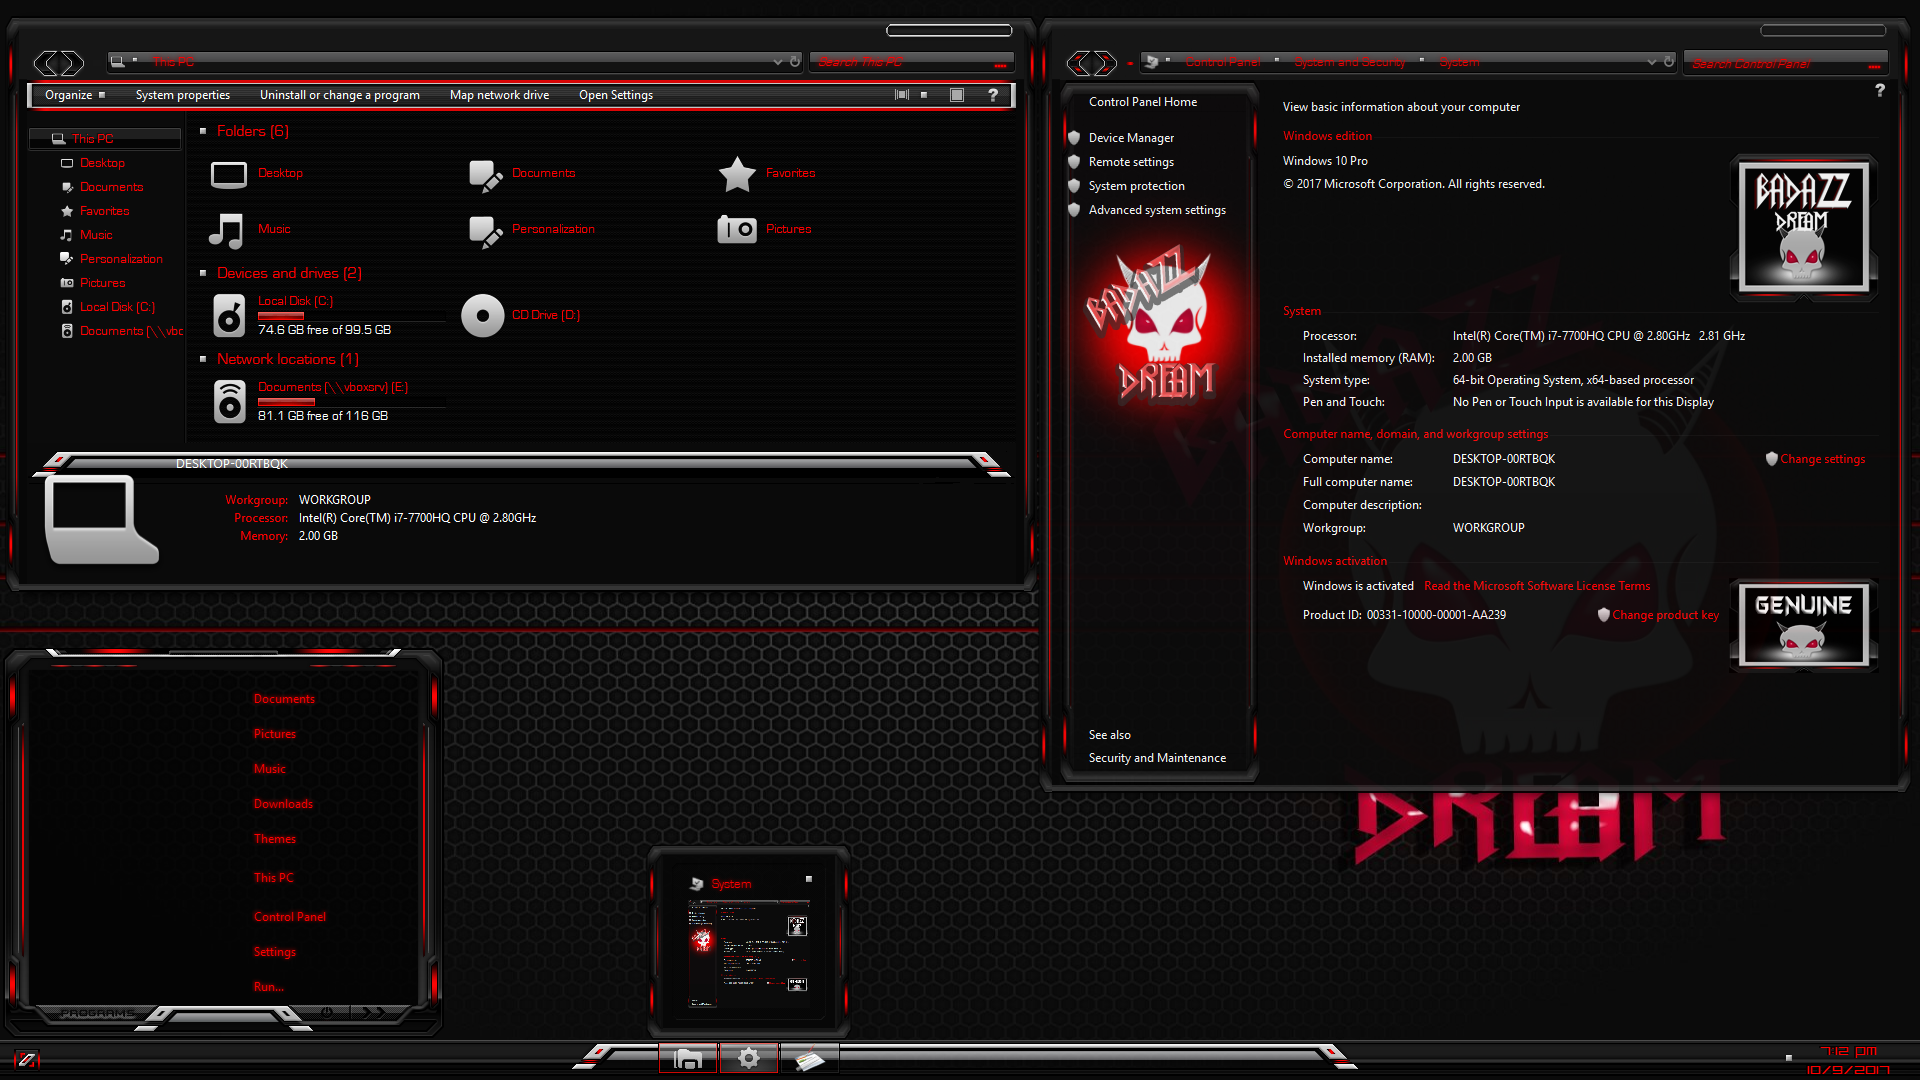 This PC
Search This PC
Organize
System properties
Uninstall or change a program
Map network drive
Open Settings
?
This PC
Desktop
Documents
Favorites
Music
Personalization
Pictures
Local Disk (C:)
Documents (\\vbc
Folders (6)
Desktop
Documents
Favorites
Music
Personalization
Pictures
Devices and drives (2)
Local Disk (C:)
74.6 GB free of 99.5 GB
CD Drive (D:)
Network locations (1)
Documents (\\vboxsrv) (E:)
81.1 GB free of 116 GB
DESKTOP-00RTBQK
Workgroup: WORKGROUP
Processor: Intel(R) Core(TM) i7-7700HQ CPU @ 2.80GHz
Memory: 2.00 GB
Control Panel
System and Security
System
Search Control Panel
?
Control Panel Home
Device Manager
Remote settings
System protection
Advanced system settings
BADAZZ
DREAM
See also
Security and Maintenance
View basic information about your computer
Windows edition
Windows 10 Pro
© 2017 Microsoft Corporation. All rights reserved.
BADAZZ
DREAM
System
Processor: Intel(R) Core(TM) i7-7700HQ CPU @ 2.80GHz 2.81 GHz
Installed memory (RAM): 2.00 GB
System type: 64-bit Operating System, x64-based processor
Pen and Touch: No Pen or Touch Input is available for this Display
Computer name, domain, and workgroup settings
Computer name: DESKTOP-00RTBQK
Change settings
Full computer name: DESKTOP-00RTBQK
Computer description:
Workgroup: WORKGROUP
Windows activation
Windows is activated Read the Microsoft Software License Terms
Product ID: 00331-10000-00001-AA239
Change product key
GENUINE
BADAZZ
DREAM
Documents
Pictures
Music
Downloads
Themes
This PC
Control Panel
Settings
Run...
PROGRAMS
System
7:12 PM
10/9/2017